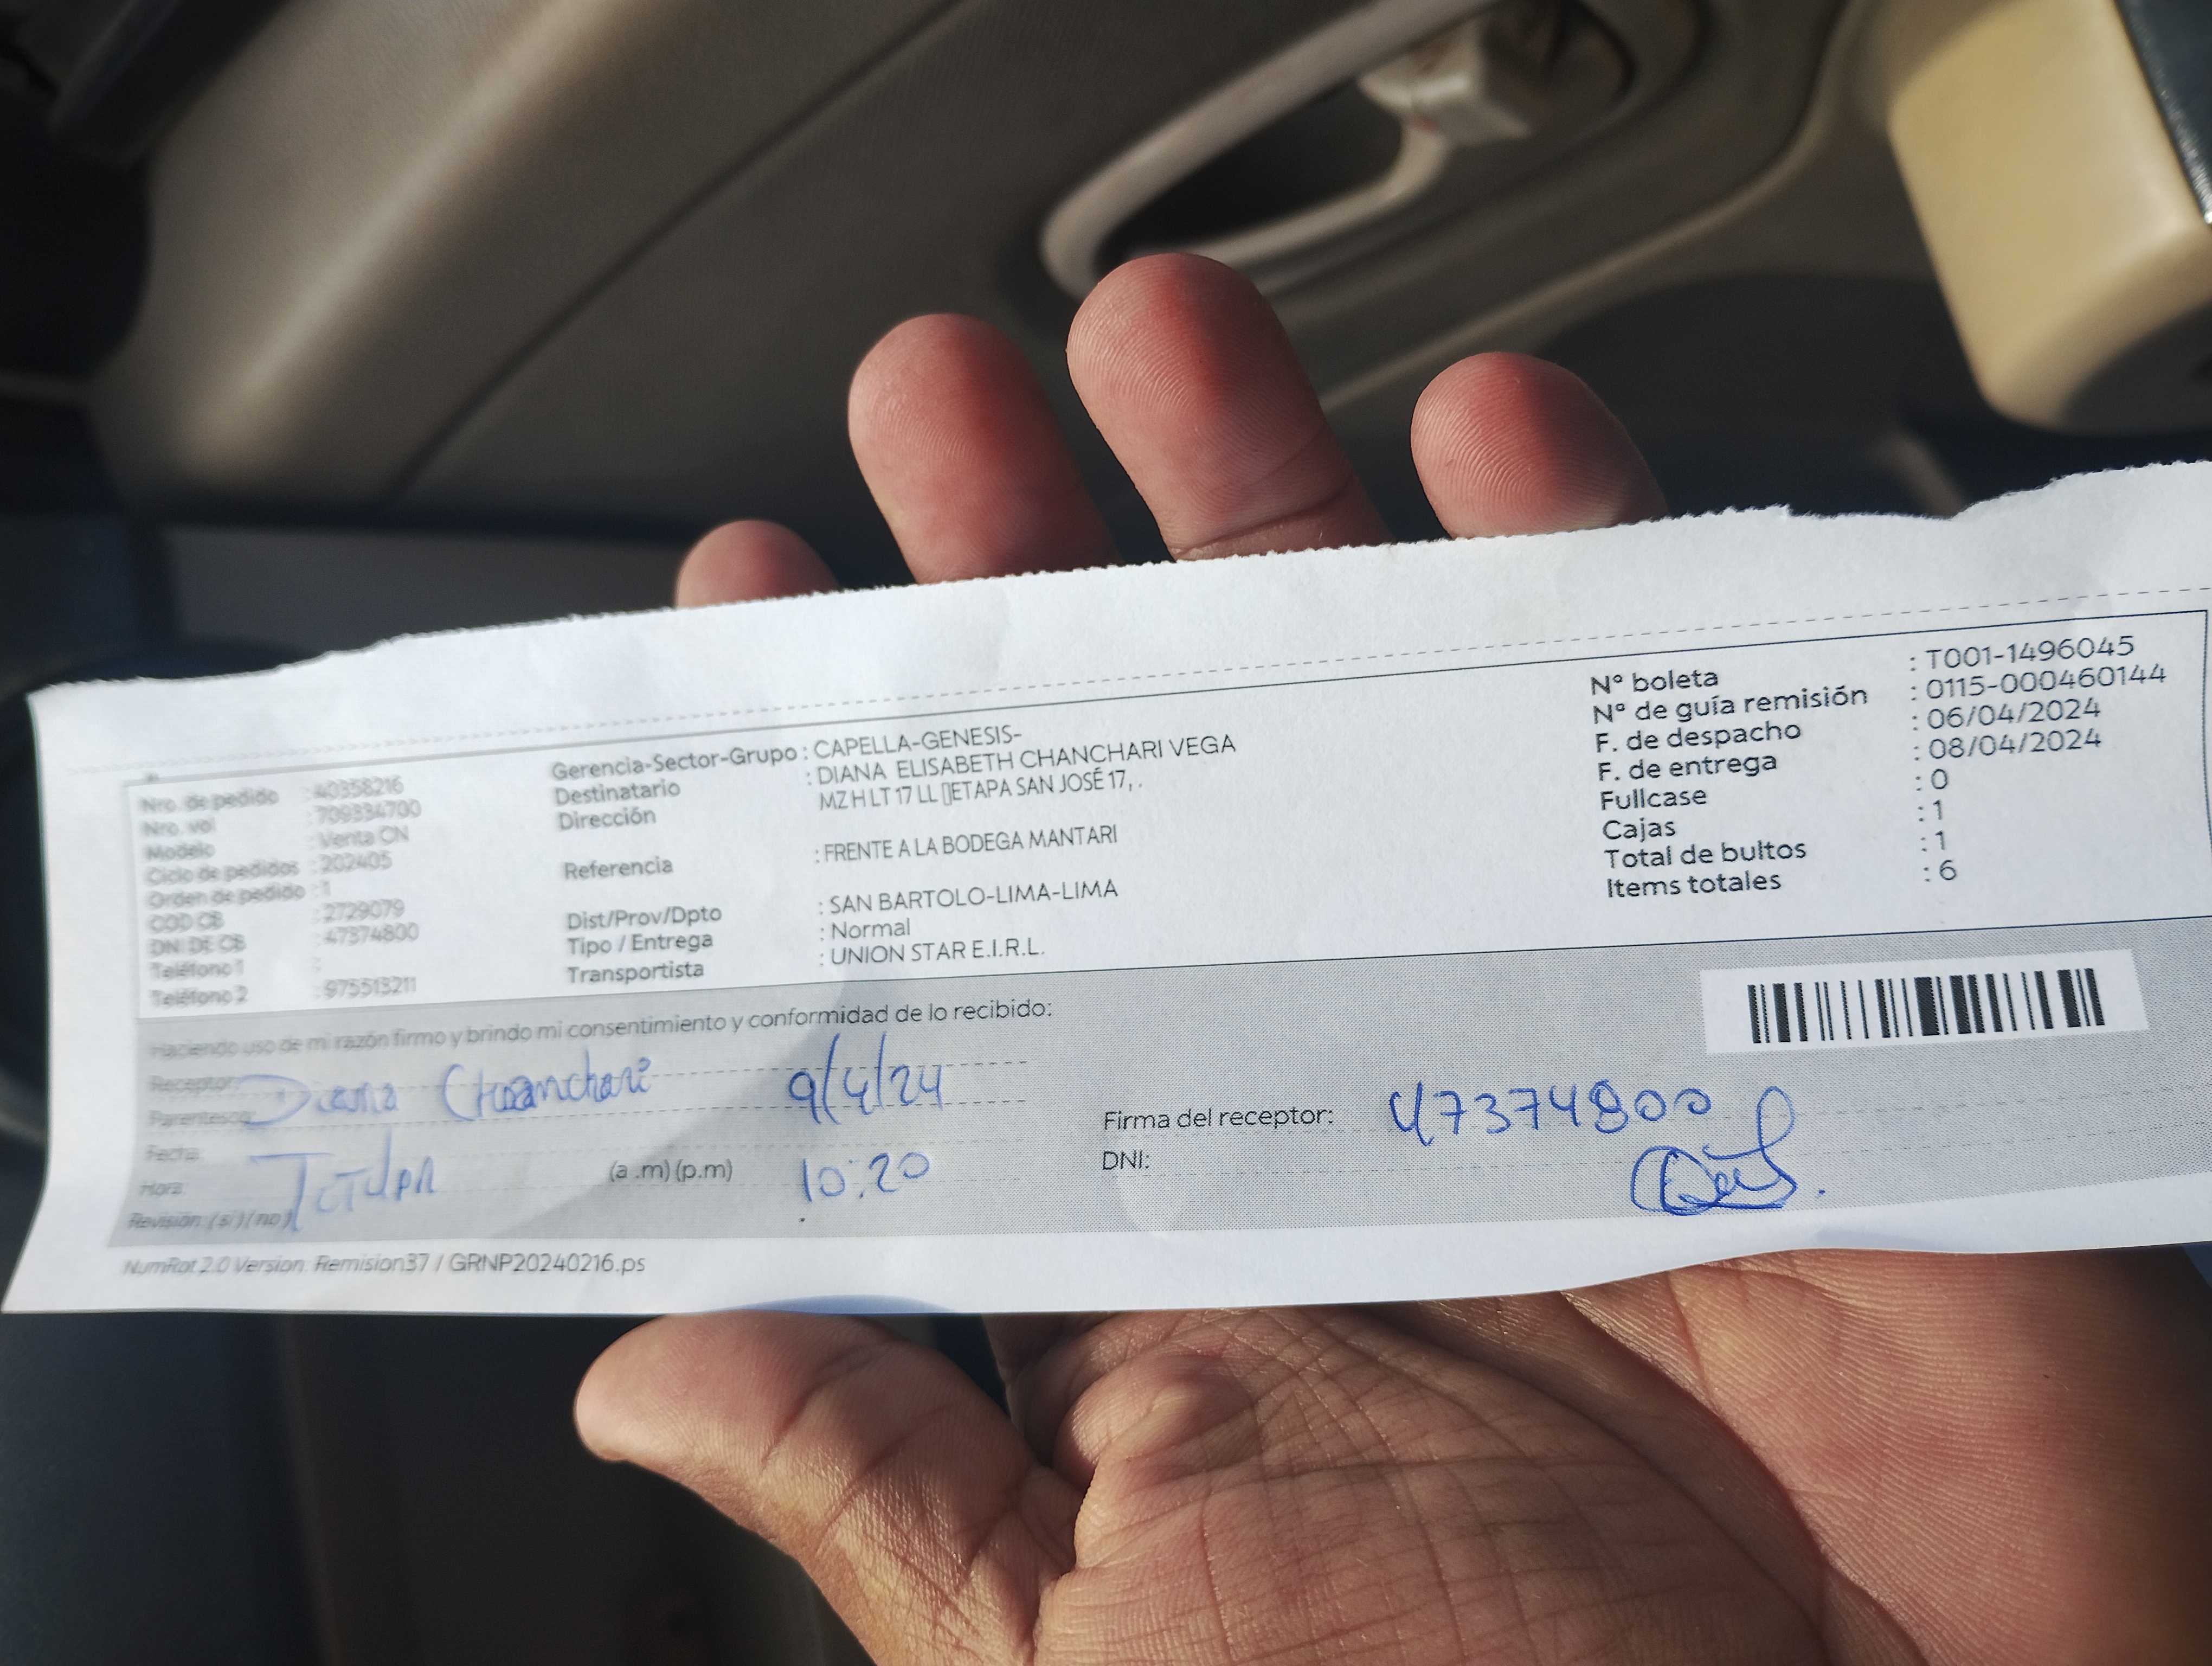 Nro. de pedido : 40358216
Nro. vol : 709334700
Modelo : Venta CN
Ciclo de pedidos : 202405
Orden de pedido : 1
COD CB : 2729079
DNI DE CB : 47374800
Teléfono 1 :
Teléfono 2 : 975513211
Gerencia-Sector-Grupo : CAPELLA-GENESIS-
Destinatario : DIANA ELISABETH CHANCHARI VEGA
Dirección MZ H LT 17 LL ▯ETAPA SAN JOSÉ 17, .
Referencia : FRENTE A LA BODEGA MANTARI
Dist/Prov/Dpto : SAN BARTOLO-LIMA-LIMA
Tipo / Entrega : Normal
Transportista : UNION STAR E.I.R.L.
N° boleta : T001-1496045
N° de guía remisión : 0115-000460144
F. de despacho : 06/04/2024
F. de entrega : 08/04/2024
Fullcase : 0
Cajas : 1
Total de bultos : 1
Items totales : 6
Haciendo uso de mi razón firmo y brindo mi consentimiento y conformidad de lo recibido:
Receptor: Diana Chanchari 9/4/24
Parentesco:
Fecha:
Hora: (a .m) (p.m) 10:20
Revisión: (si) (no)
Firma del receptor: 47374800
DNI:
NumRot 2.0 Version: Remision37 / GRNP20240216.ps